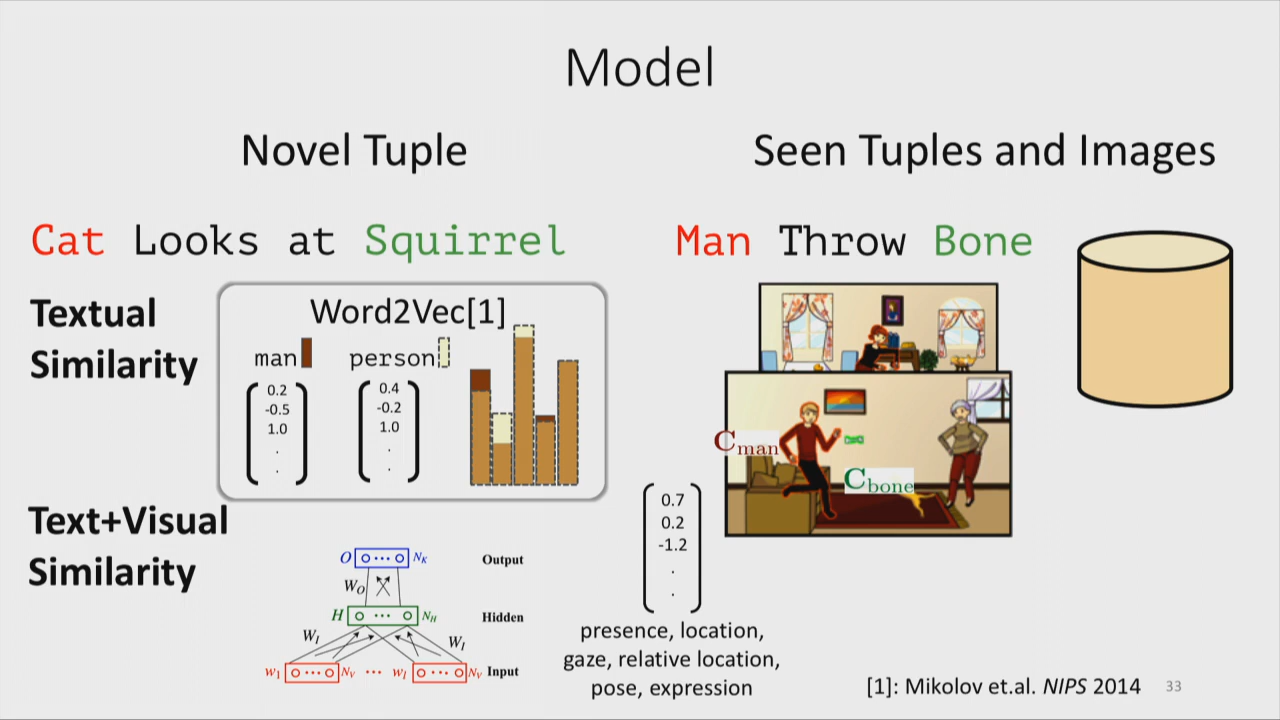 Model
Novel Tuple
Seen Tuples and Images
Cat Looks at Squirrel
Man Throw Bone
Textual
Similarity
Word2Vec[1]
man
person
0.2
-0.5
1.0
.
.
0.4
-0.2
1.0
.
.
Cman
Cbone
Text+Visual
Similarity
O o ··· o NK Output
WO
H o ··· o NH Hidden
WI WI
w1 o ··· o NV ··· wI o ··· o NV Input
0.7
0.2
-1.2
.
.
presence, location,
gaze, relative location,
pose, expression
[1]: Mikolov et.al. NIPS 2014
33